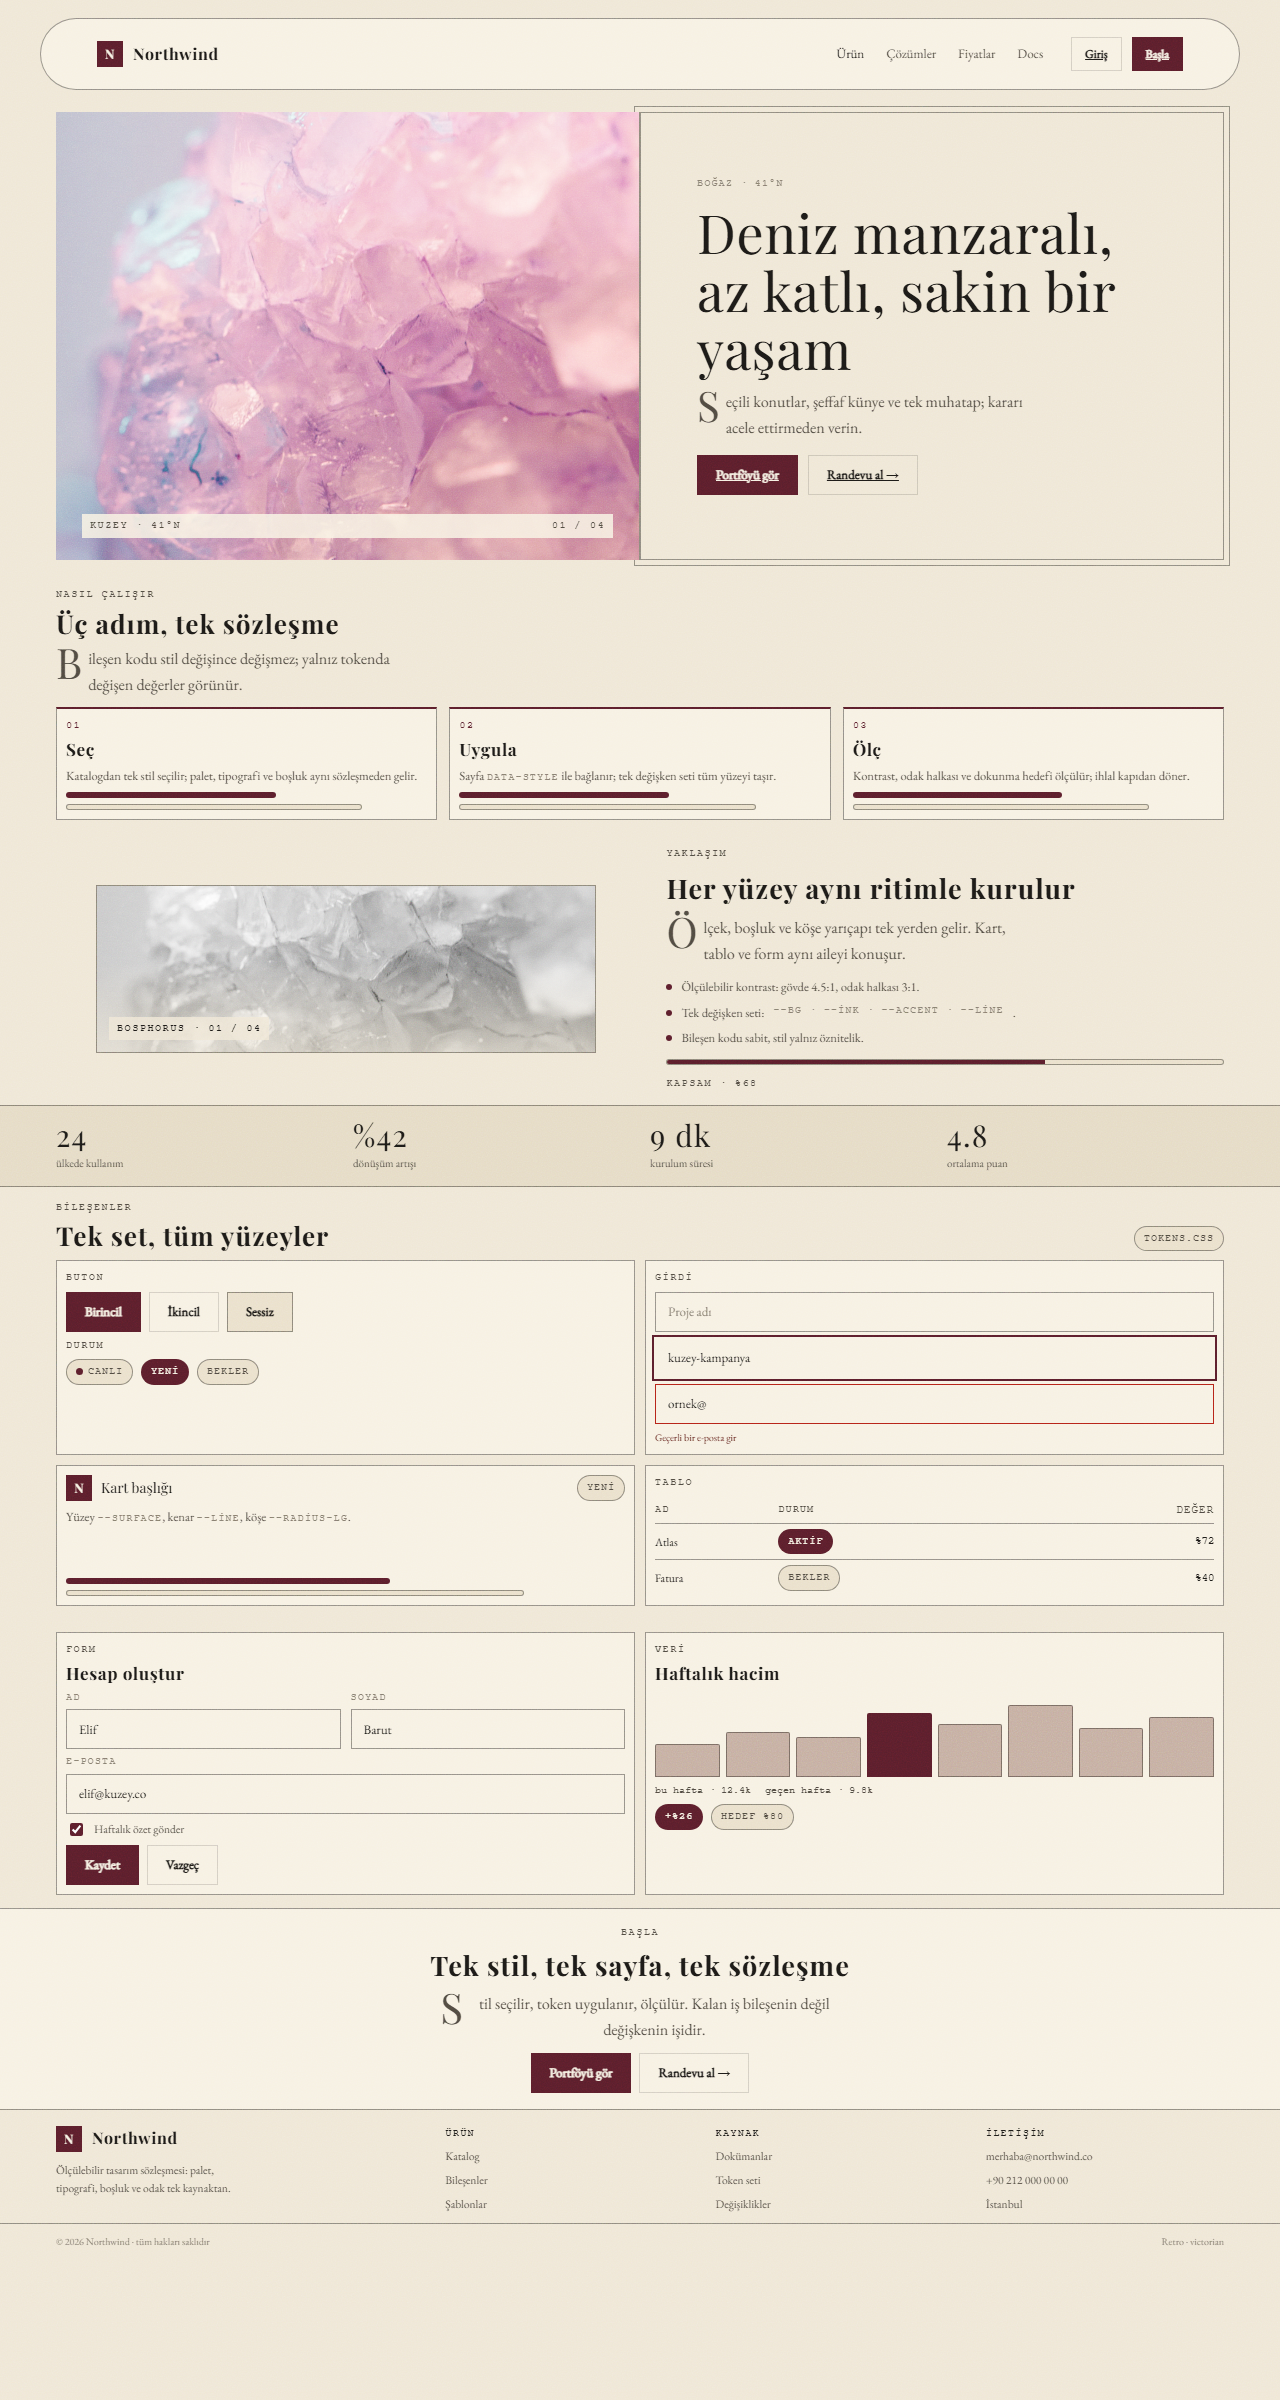 N Northwind
Ürün Çözümler Fiyatlar Docs Giriş Başla
BOĞAZ · 41°N
Deniz manzaralı,
az katlı, sakin bir
yaşam
Seçili konutlar, şeffaf künye ve tek muhatap; kararı
acele ettirmeden verin.
Portföyü gör Randevu al →
KUZEY · 41°N 01 / 04
NASIL ÇALIŞIR
Üç adım, tek sözleşme
Bileşen kodu stil değişince değişmez; yalnız tokenda
değişen değerler görünür.
01
Seç
Katalogdan tek stil seçilir; palet, tipografi ve boşluk aynı sözleşmeden gelir.
02
Uygula
Sayfa DATA-STYLE ile bağlanır; tek değişken seti tüm yüzeyi taşır.
03
Ölç
Kontrast, odak halkası ve dokunma hedefi ölçülür; ihlal kapıdan döner.
BOSPHORUS · 01 / 04
YAKLAŞIM
Her yüzey aynı ritimle kurulur
Ölçek, boşluk ve köşe yarıçapı tek yerden gelir. Kart,
tablo ve form aynı aileyi konuşur.
Ölçülebilir kontrast: gövde 4.5:1, odak halkası 3:1.
Tek değişken seti: --BG · --İNK · --ACCENT · --LİNE .
Bileşen kodu sabit, stil yalnız öznitelik.
KAPSAM · %68
24
ülkede kullanım
%42
dönüşüm artışı
9 dk
kurulum süresi
4.8
ortalama puan
BİLEŞENLER
Tek set, tüm yüzeyler
TOKENS.CSS
BUTON
Birincil İkincil Sessiz
DURUM
CANLI YENİ BEKLER
GİRDİ
Proje adı
kuzey-kampanya
ornek@
Geçerli bir e-posta gir
N Kart başlığı YENİ
Yüzey --SURFACE, kenar --LİNE, köşe --RADİUS-LG.
TABLO
AD DURUM DEĞER
Atlas AKTİF %72
Fatura BEKLER %40
FORM
Hesap oluştur
AD SOYAD
Elif Barut
E-POSTA
elif@kuzey.co
Haftalık özet gönder
Kaydet Vazgeç
VERİ
Haftalık hacim
bu hafta · 12.4k geçen hafta · 9.8k
+%26 HEDEF %80
BAŞLA
Tek stil, tek sayfa, tek sözleşme
Stil seçilir, token uygulanır, ölçülür. Kalan iş bileşenin değil
değişkenin işidir.
Portföyü gör Randevu al →
N Northwind
Ölçülebilir tasarım sözleşmesi: palet,
tipografi, boşluk ve odak tek kaynaktan.
ÜRÜN
Katalog
Bileşenler
Şablonlar
KAYNAK
Dokümanlar
Token seti
Değişiklikler
İLETİŞİM
merhaba@northwind.co
+90 212 000 00 00
İstanbul
© 2026 Northwind · tüm hakları saklıdır
Retro · victorian